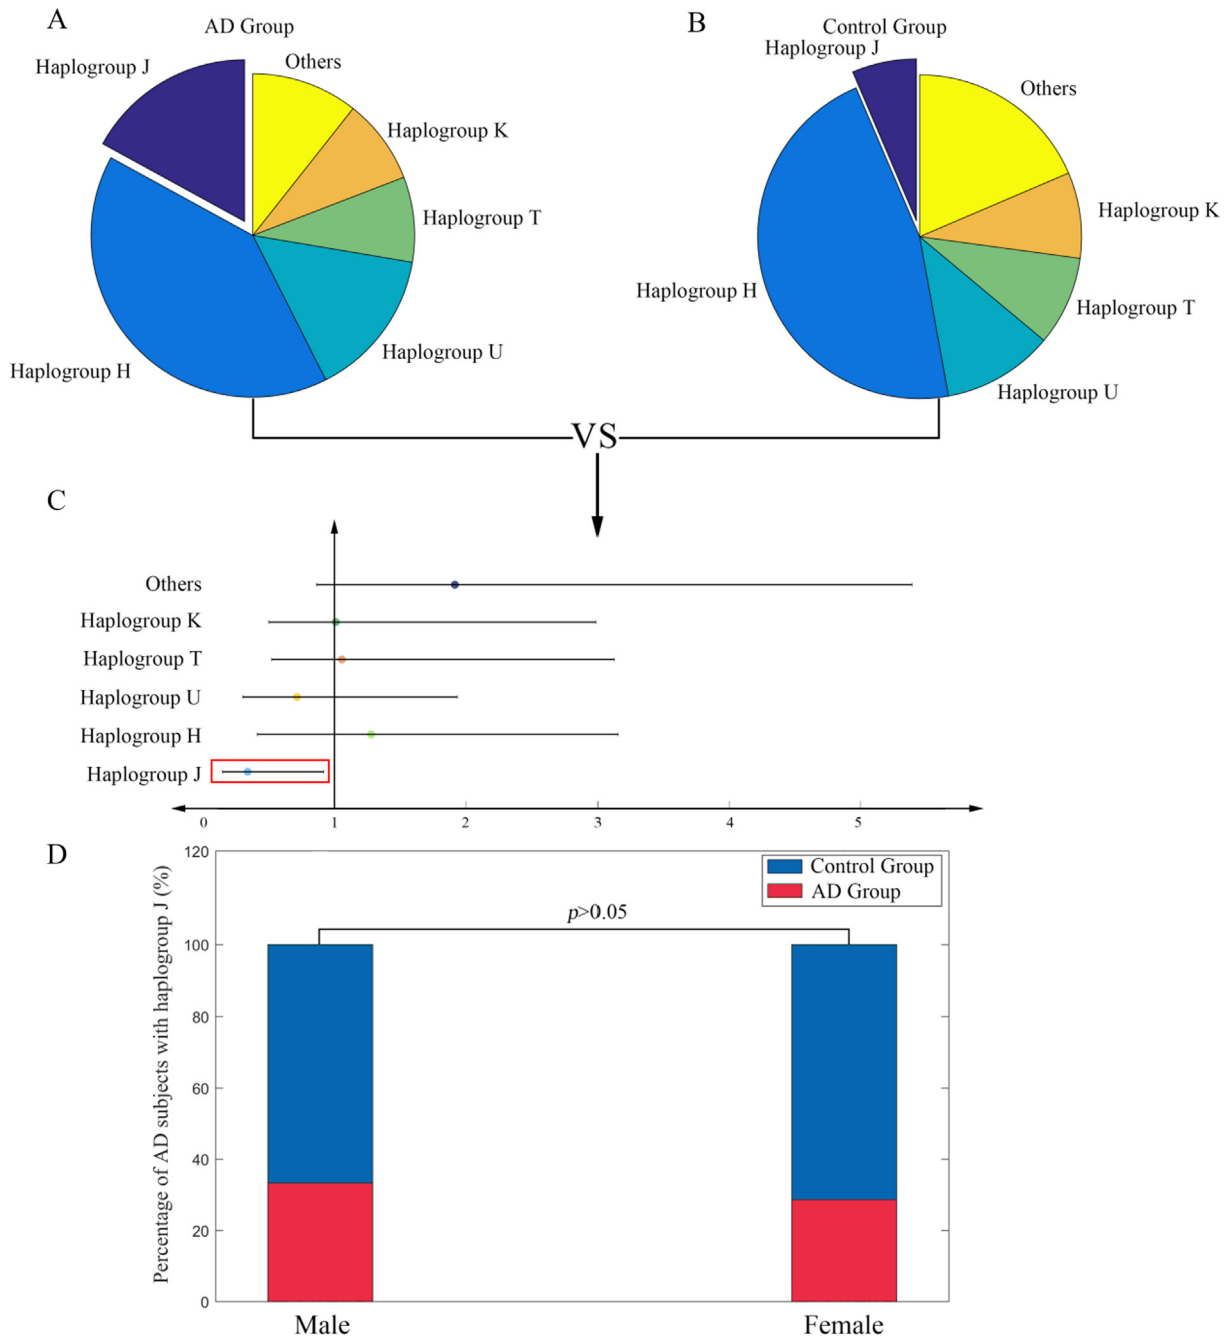 A
AD Group
Haplogroup J
Others
Haplogroup K
Haplogroup T
Haplogroup U
Haplogroup H
B
Control Group
Haplogroup J
Others
Haplogroup K
Haplogroup T
Haplogroup U
Haplogroup H
VS
C
Others
Haplogroup K
Haplogroup T
Haplogroup U
Haplogroup H
Haplogroup J
0 1 2 3 4 5
D
Percentage of AD subjects with haplogroup J (%)
120
100
80
60
40
20
0
Control Group
AD Group
p>0.05
Male Female